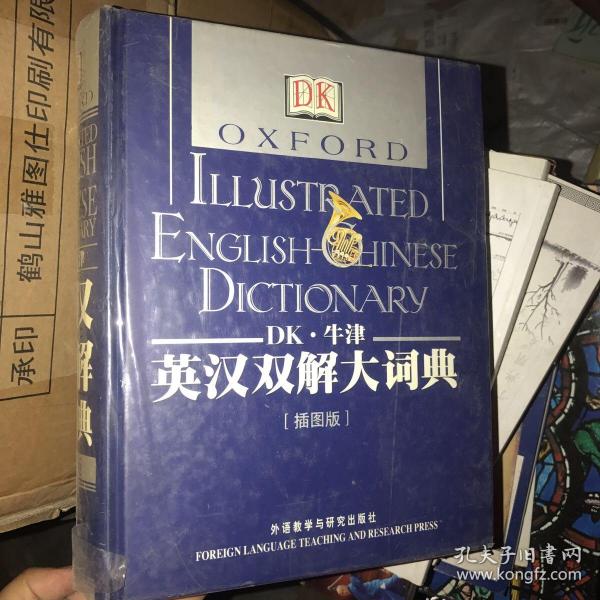 DK
OXFORD
ILLUSTRATED
ENGLISH-CHINESE
DICTIONARY
DK·牛津
英汉双解大词典
[插图版]
外语教学与研究出版社
FOREIGN LANGUAGE TEACHING AND RESEARCH PRESS
承印 鹤山雅图仕印刷有限
孔夫子旧书网
www.kongfz.com